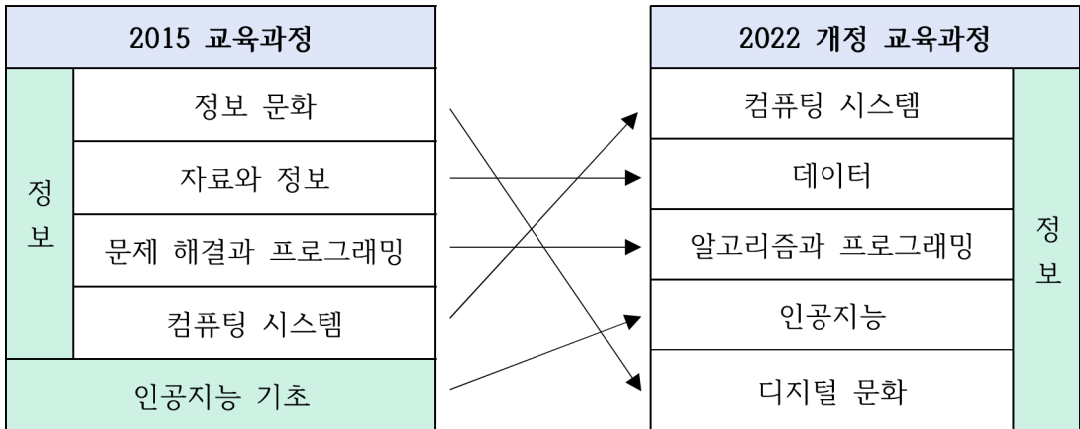 2015 교육과정
정보
정보 문화
자료와 정보
문제 해결과 프로그래밍
컴퓨팅 시스템
인공지능 기초
2022 개정 교육과정
컴퓨팅 시스템
데이터
알고리즘과 프로그래밍
인공지능
디지털 문화
정보